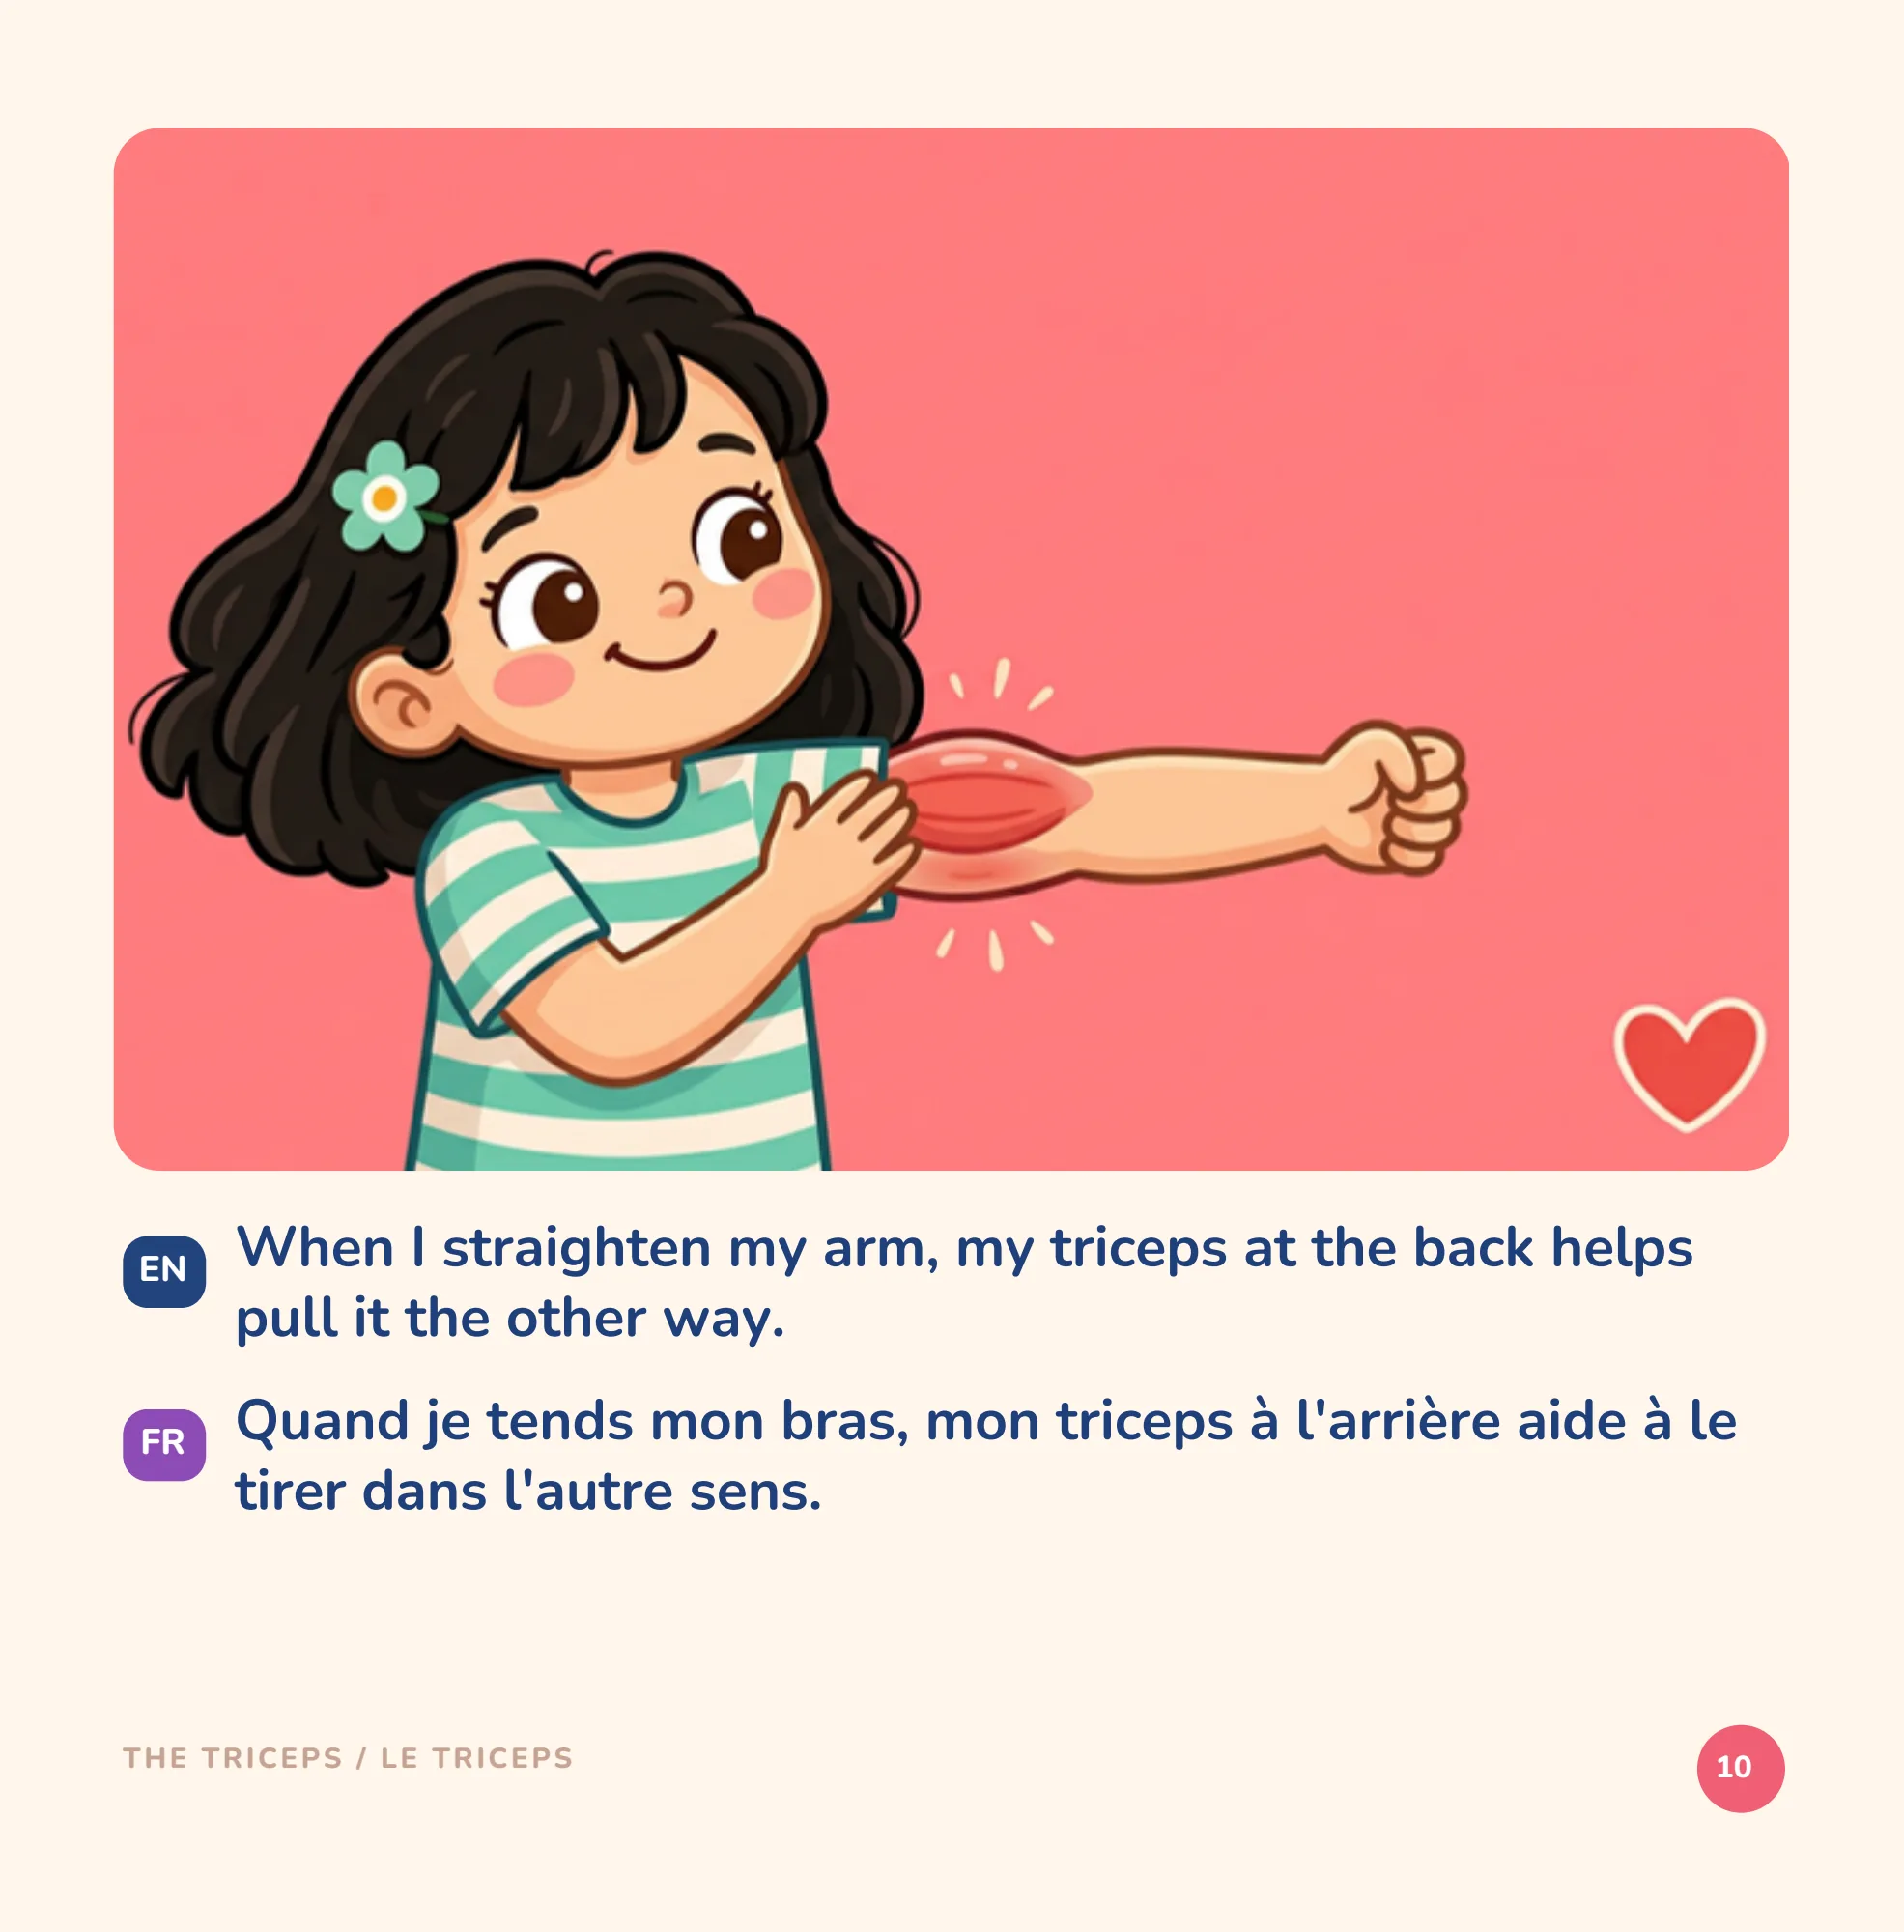 EN
When I straighten my arm, my triceps at the back helps
pull it the other way.
FR
Quand je tends mon bras, mon triceps à l'arrière aide à le
tirer dans l'autre sens.
THE TRICEPS / LE TRICEPS
10